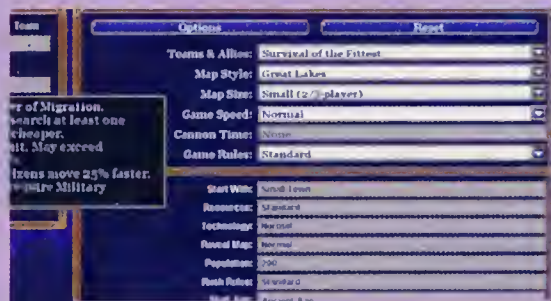 Team
Options
Reset
Teams & Allies: Survival of the Fittest
Map Style: Great Lakes
Map Size: Small (2/3-player)
Game Speed: Normal
Cannon Time: None
Game Rules: Standard
er of Migration.
search at least one
cheaper.
it. May exceed
izens move 25% faster.
Military
Start With: Small Town
Resources: Standard
Technology: Normal
Reveal Map: Normal
Population: 200
Rush Rules: Standard